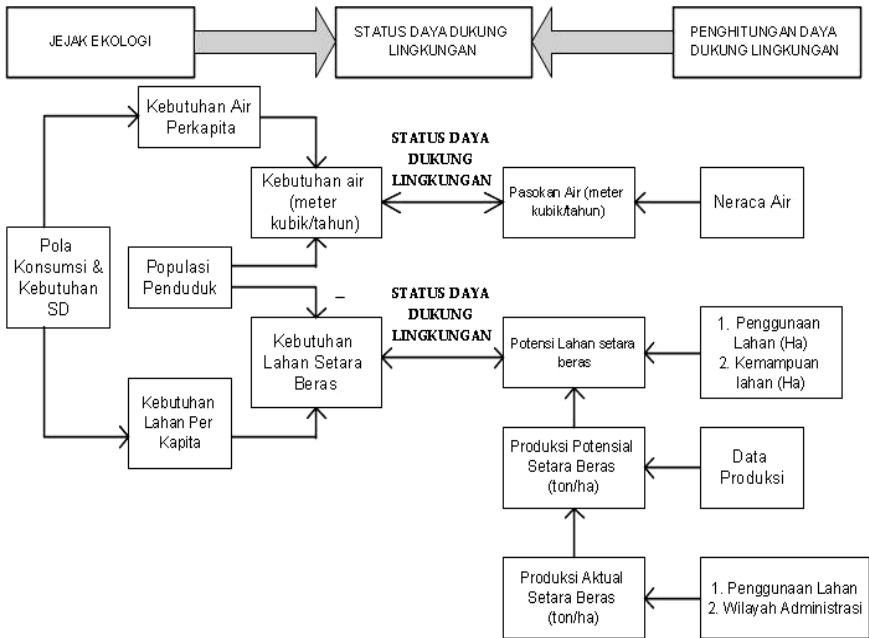 JEJAK EKOLOGI
STATUS DAYA DUKUNG
LINGKUNGAN
PENGHITUNGAN DAYA
DUKUNG LINGKUNGAN
Kebutuhan Air
Perkapita
STATUS DAYA
DUKUNG
LINGKUNGAN
Kebutuhan air
(meter
kubik/tahun)
Pasokan Air (meter
kubik/tahun)
Neraca Air
Pola
Konsumsi &
Kebutuhan
SD
Populasi
Penduduk
STATUS DAYA
DUKUNG
LINGKUNGAN
Kebutuhan
Lahan Setara
Beras
Potensi Lahan setara
beras
1. Penggunaan
Lahan (Ha)
2. Kemampuan
lahan (Ha)
Kebutuhan
Lahan Per
Kapita
Produksi Potensial
Setara Beras
(ton/ha)
Data
Produksi
Produksi Aktual
Setara Beras
(ton/ha)
1. Penggunaan Lahan
2. Wilayah Administrasi